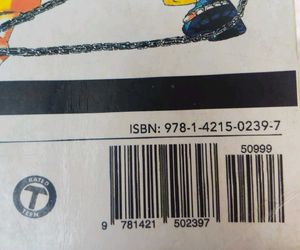 ISBN: 978-1-4215-0239-7
50999
RATED
T
TEEN
9 781421 502397